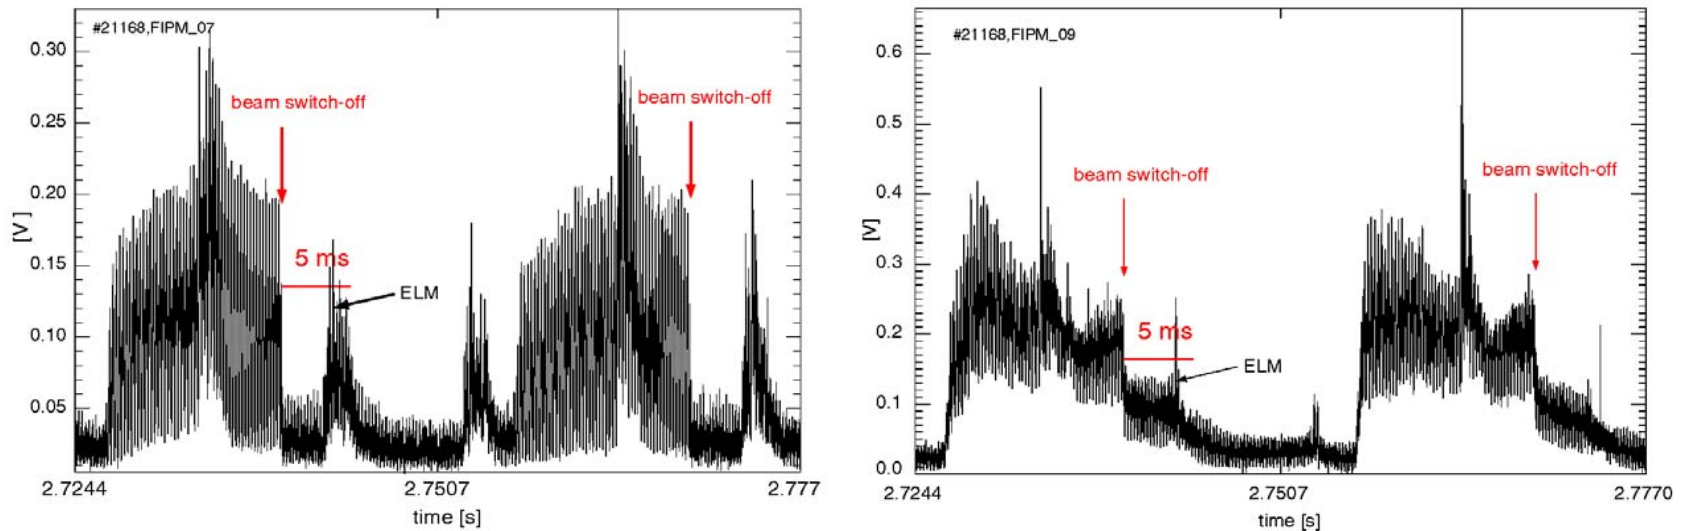 #21168,FIPM_07
0.30
0.25
0.20
0.15
0.10
0.05
[V]
beam switch-off
beam switch-off
5 ms
ELM
2.7244
2.7507
2.777
time [s]
#21168,FIPM_09
0.6
0.5
0.4
0.3
0.2
0.1
0.0
[V]
beam switch-off
beam switch-off
5 ms
ELM
2.7244
2.7507
2.7770
time [s]